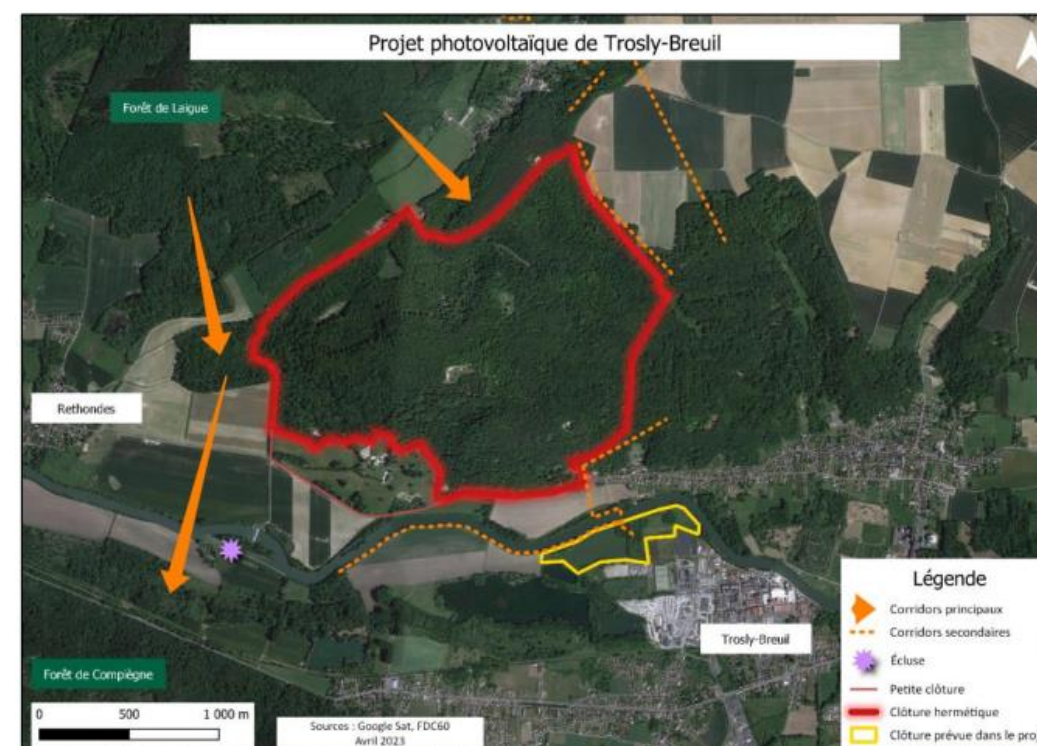 Projet photovoltaïque de Trosly-Breuil
Forêt de Laigue
Rethondes
Trosly-Breuil
Forêt de Compiègne
0 500 1 000 m
Sources : Google Sat, FDC60
Avril 2023
Légende
Corridors principaux
Corridors secondaires
Écluse
Petite clôture
Clôture hermétique
Clôture prévue dans le pro